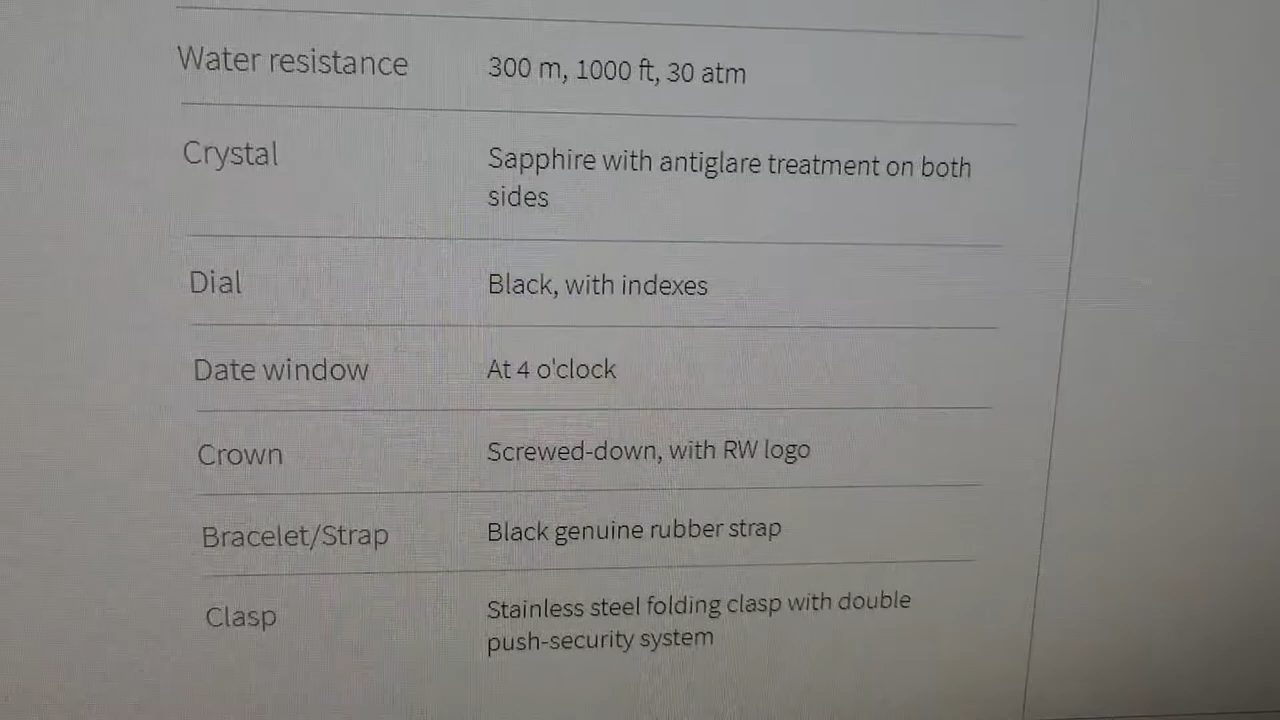 Water resistance 300 m, 1000 ft, 30 atm
Crystal Sapphire with antiglare treatment on both
sides
Dial Black, with indexes
Date window At 4 o'clock
Crown Screwed-down, with RW logo
Bracelet/Strap Black genuine rubber strap
Clasp Stainless steel folding clasp with double
push-security system